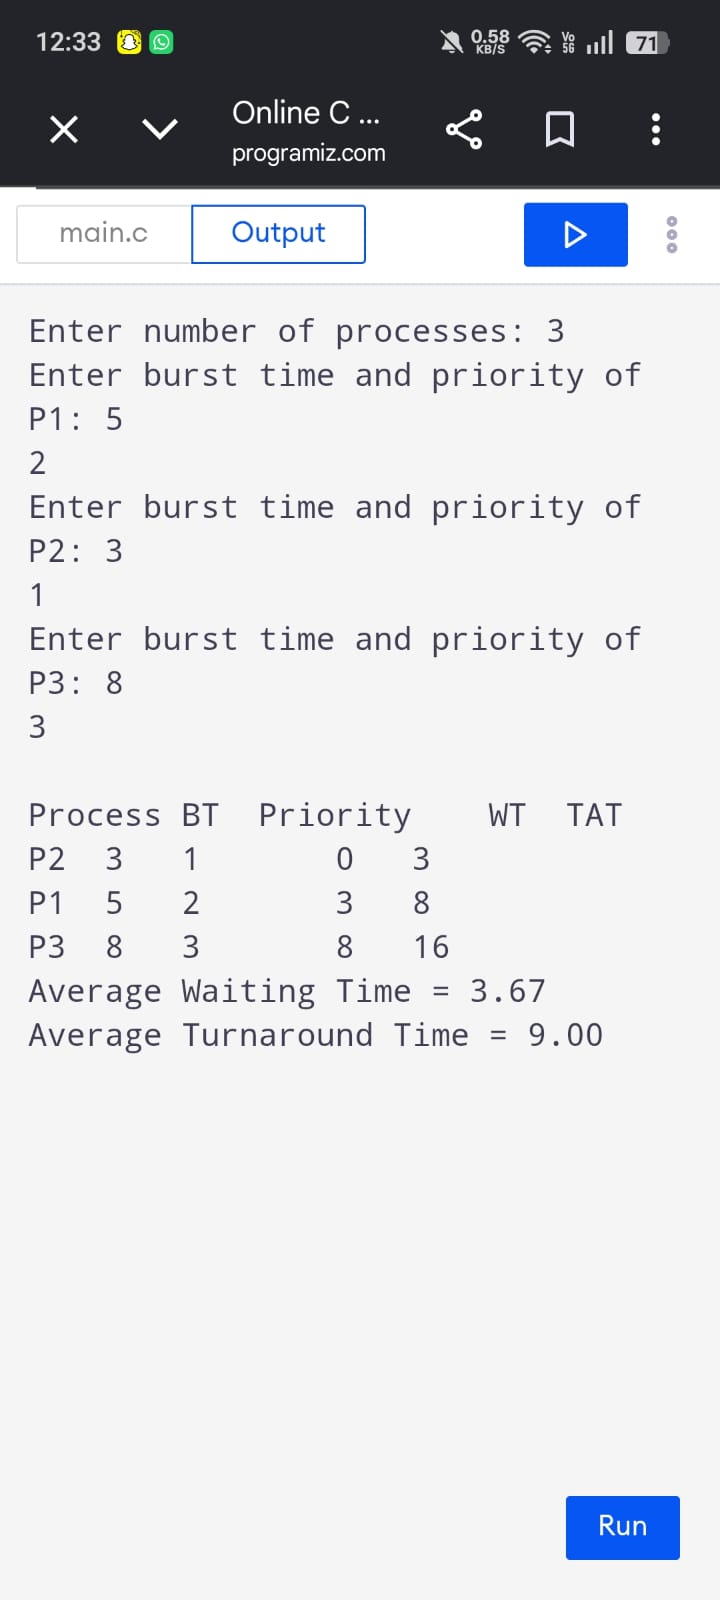 12:33
0.58 KB/S
Vo 5G
71
Online C ...
programiz.com
main.c
Output
Enter number of processes: 3
Enter burst time and priority of
P1: 5
2
Enter burst time and priority of
P2: 3
1
Enter burst time and priority of
P3: 8
3
Process BT Priority WT TAT
P2 3 1 0 3
P1 5 2 3 8
P3 8 3 8 16
Average Waiting Time = 3.67
Average Turnaround Time = 9.00
Run